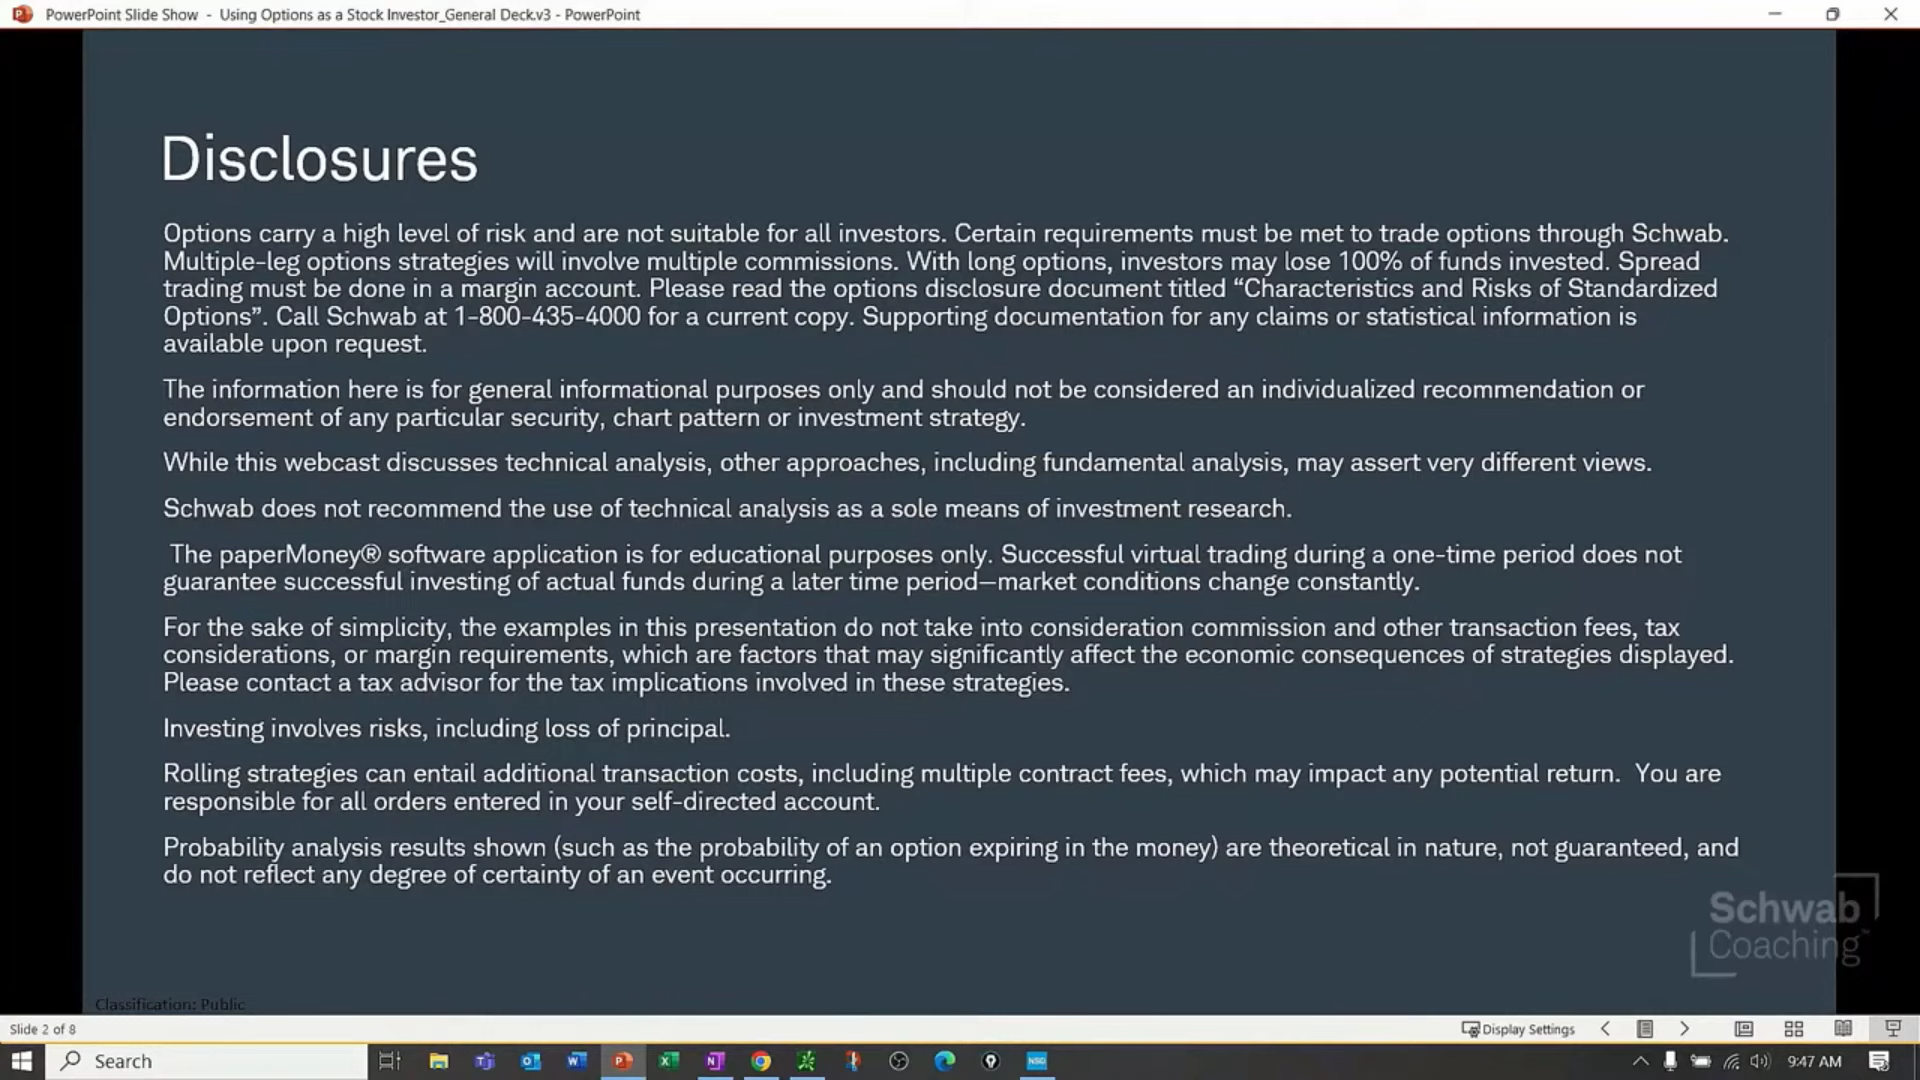 PowerPoint Slide Show - Using Options as a Stock Investor_General Deck.v3 - PowerPoint
Disclosures
Options carry a high level of risk and are not suitable for all investors. Certain requirements must be met to trade options through Schwab.
Multiple-leg options strategies will involve multiple commissions. With long options, investors may lose 100% of funds invested. Spread
trading must be done in a margin account. Please read the options disclosure document titled “Characteristics and Risks of Standardized
Options”. Call Schwab at 1-800-435-4000 for a current copy. Supporting documentation for any claims or statistical information is
available upon request.
The information here is for general informational purposes only and should not be considered an individualized recommendation or
endorsement of any particular security, chart pattern or investment strategy.
While this webcast discusses technical analysis, other approaches, including fundamental analysis, may assert very different views.
Schwab does not recommend the use of technical analysis as a sole means of investment research.
The paperMoney® software application is for educational purposes only. Successful virtual trading during a one-time period does not
guarantee successful investing of actual funds during a later time period—market conditions change constantly.
For the sake of simplicity, the examples in this presentation do not take into consideration commission and other transaction fees, tax
considerations, or margin requirements, which are factors that may significantly affect the economic consequences of strategies displayed.
Please contact a tax advisor for the tax implications involved in these strategies.
Investing involves risks, including loss of principal.
Rolling strategies can entail additional transaction costs, including multiple contract fees, which may impact any potential return. You are
responsible for all orders entered in your self-directed account.
Probability analysis results shown (such as the probability of an option expiring in the money) are theoretical in nature, not guaranteed, and
do not reflect any degree of certainty of an event occurring.
Schwab
Coaching™
Classification: Public
Slide 2 of 8
Display Settings
Search
9:47 AM